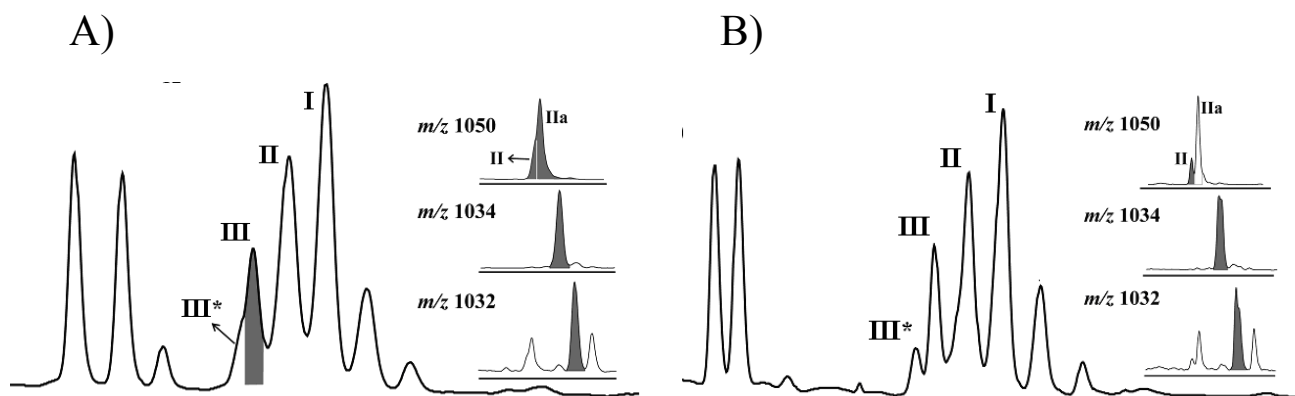 A)
I
II
III
III*
m/z 1050
IIa
II
m/z 1034
m/z 1032
B)
I
II
III
III*
m/z 1050
IIa
II
m/z 1034
m/z 1032